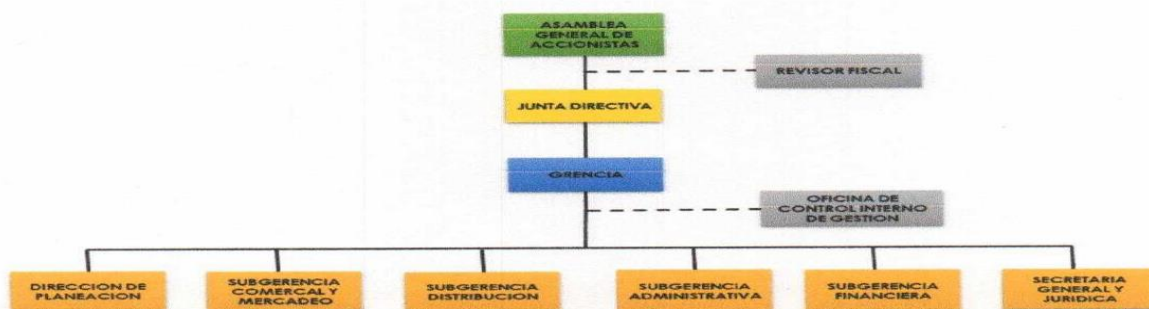 ASAMBLEA
GENERAL DE
ACCIONISTAS
REVISOR FISCAL
JUNTA DIRECTIVA
GRENCIA
OFICINA DE
CONTROL INTERNO
DE GESTION
DIRECCION DE
PLANEACION
SUBGERENCIA
COMERCAL Y
MERCADEO
SUBGERENCIA
DISTRIBUCION
SUBGERENCIA
ADMINISTRATIVA
SUBGERENCIA
FINANCIERA
SECRETARIA
GENERAL Y
JURIDICA